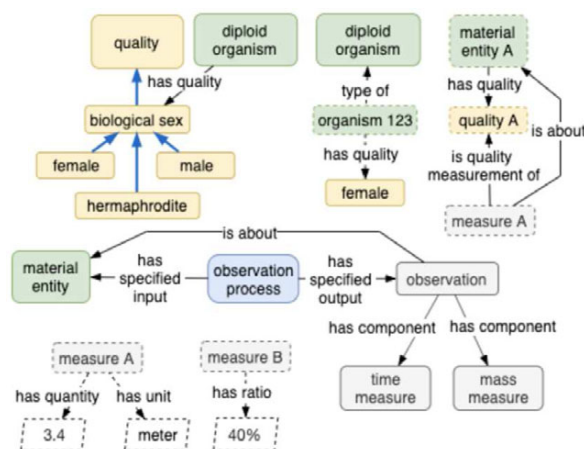 quality
diploid
organism
diploid
organism
material
entity A
has quality
type of
has quality
biological sex
organism 123
quality A
is about
female
male
has quality
is quality
measurement of
hermaphrodite
female
measure A
is about
material
entity
has
specified
input
observation
process
has
specified
output
observation
has component
has component
measure A
measure B
has quantity
has unit
has ratio
time
measure
mass
measure
3.4
meter
40%